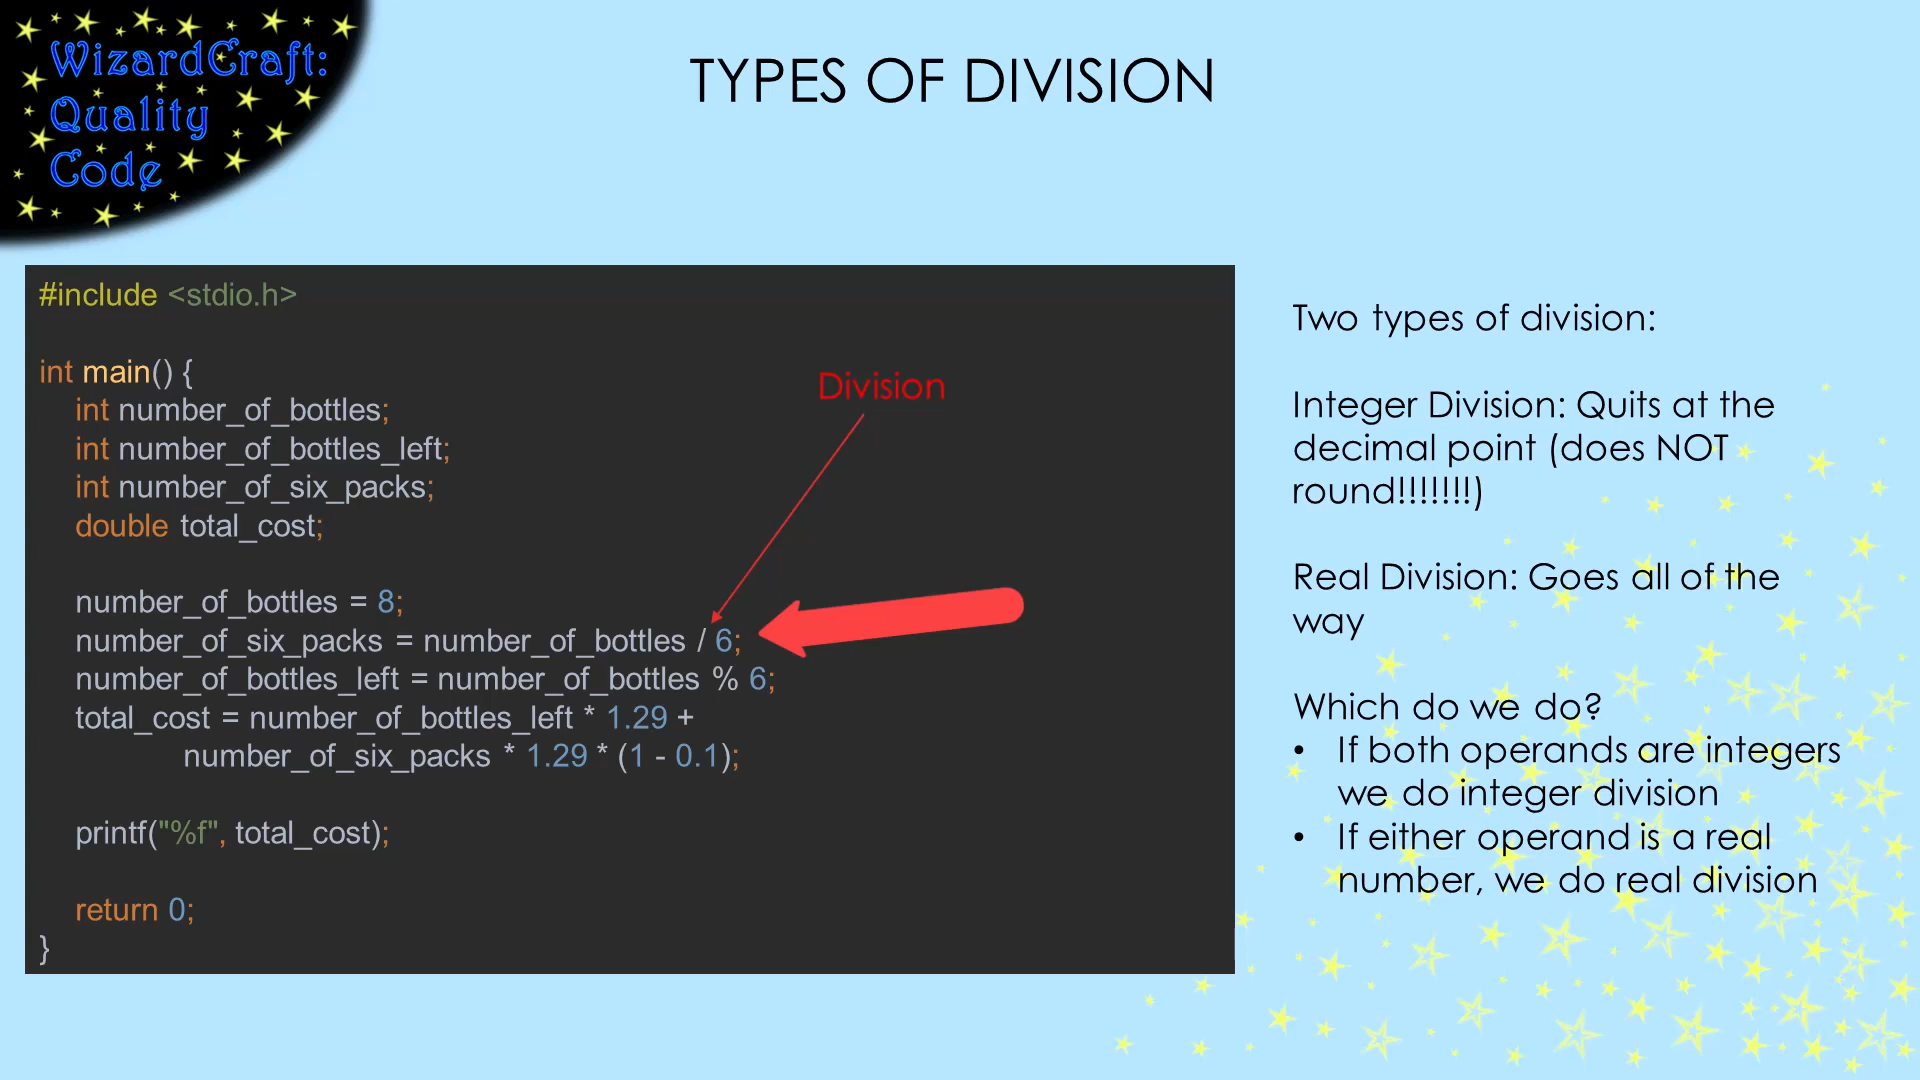 WizardCraft:
Quality
Code
TYPES OF DIVISION
#include <stdio.h>
int main() {
int number_of_bottles;
int number_of_bottles_left;
int number_of_six_packs;
double total_cost;
number_of_bottles = 8;
number_of_six_packs = number_of_bottles / 6;
number_of_bottles_left = number_of_bottles % 6;
total_cost = number_of_bottles_left * 1.29 +
number_of_six_packs * 1.29 * (1 - 0.1);
printf("%f", total_cost);
return 0;
}
Division
Two types of division:
Integer Division: Quits at the
decimal point (does NOT
round!!!!!!!)
Real Division: Goes all of the
way
Which do we do?
• If both operands are integers
we do integer division
• If either operand is a real
number, we do real division